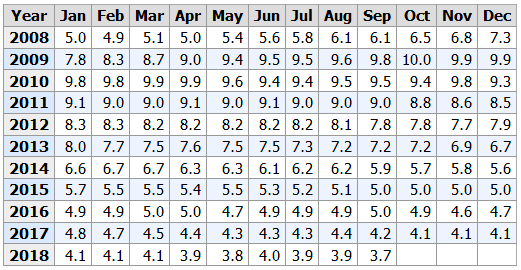 Year Jan Feb Mar Apr May Jun Jul Aug Sep Oct Nov Dec
2008 5.0 4.9 5.1 5.0 5.4 5.6 5.8 6.1 6.1 6.5 6.8 7.3
2009 7.8 8.3 8.7 9.0 9.4 9.5 9.5 9.6 9.8 10.0 9.9 9.9
2010 9.8 9.8 9.9 9.9 9.6 9.4 9.4 9.5 9.5 9.4 9.8 9.3
2011 9.1 9.0 9.0 9.1 9.0 9.1 9.0 9.0 9.0 8.8 8.6 8.5
2012 8.3 8.3 8.2 8.2 8.2 8.2 8.2 8.1 7.8 7.8 7.7 7.9
2013 8.0 7.7 7.5 7.6 7.5 7.5 7.3 7.2 7.2 7.2 6.9 6.7
2014 6.6 6.7 6.7 6.3 6.3 6.1 6.2 6.2 5.9 5.7 5.8 5.6
2015 5.7 5.5 5.5 5.4 5.5 5.3 5.2 5.1 5.0 5.0 5.0 5.0
2016 4.9 4.9 5.0 5.0 4.7 4.9 4.9 4.9 5.0 4.9 4.6 4.7
2017 4.8 4.7 4.5 4.4 4.3 4.3 4.3 4.4 4.2 4.1 4.1 4.1
2018 4.1 4.1 4.1 3.9 3.8 4.0 3.9 3.9 3.7